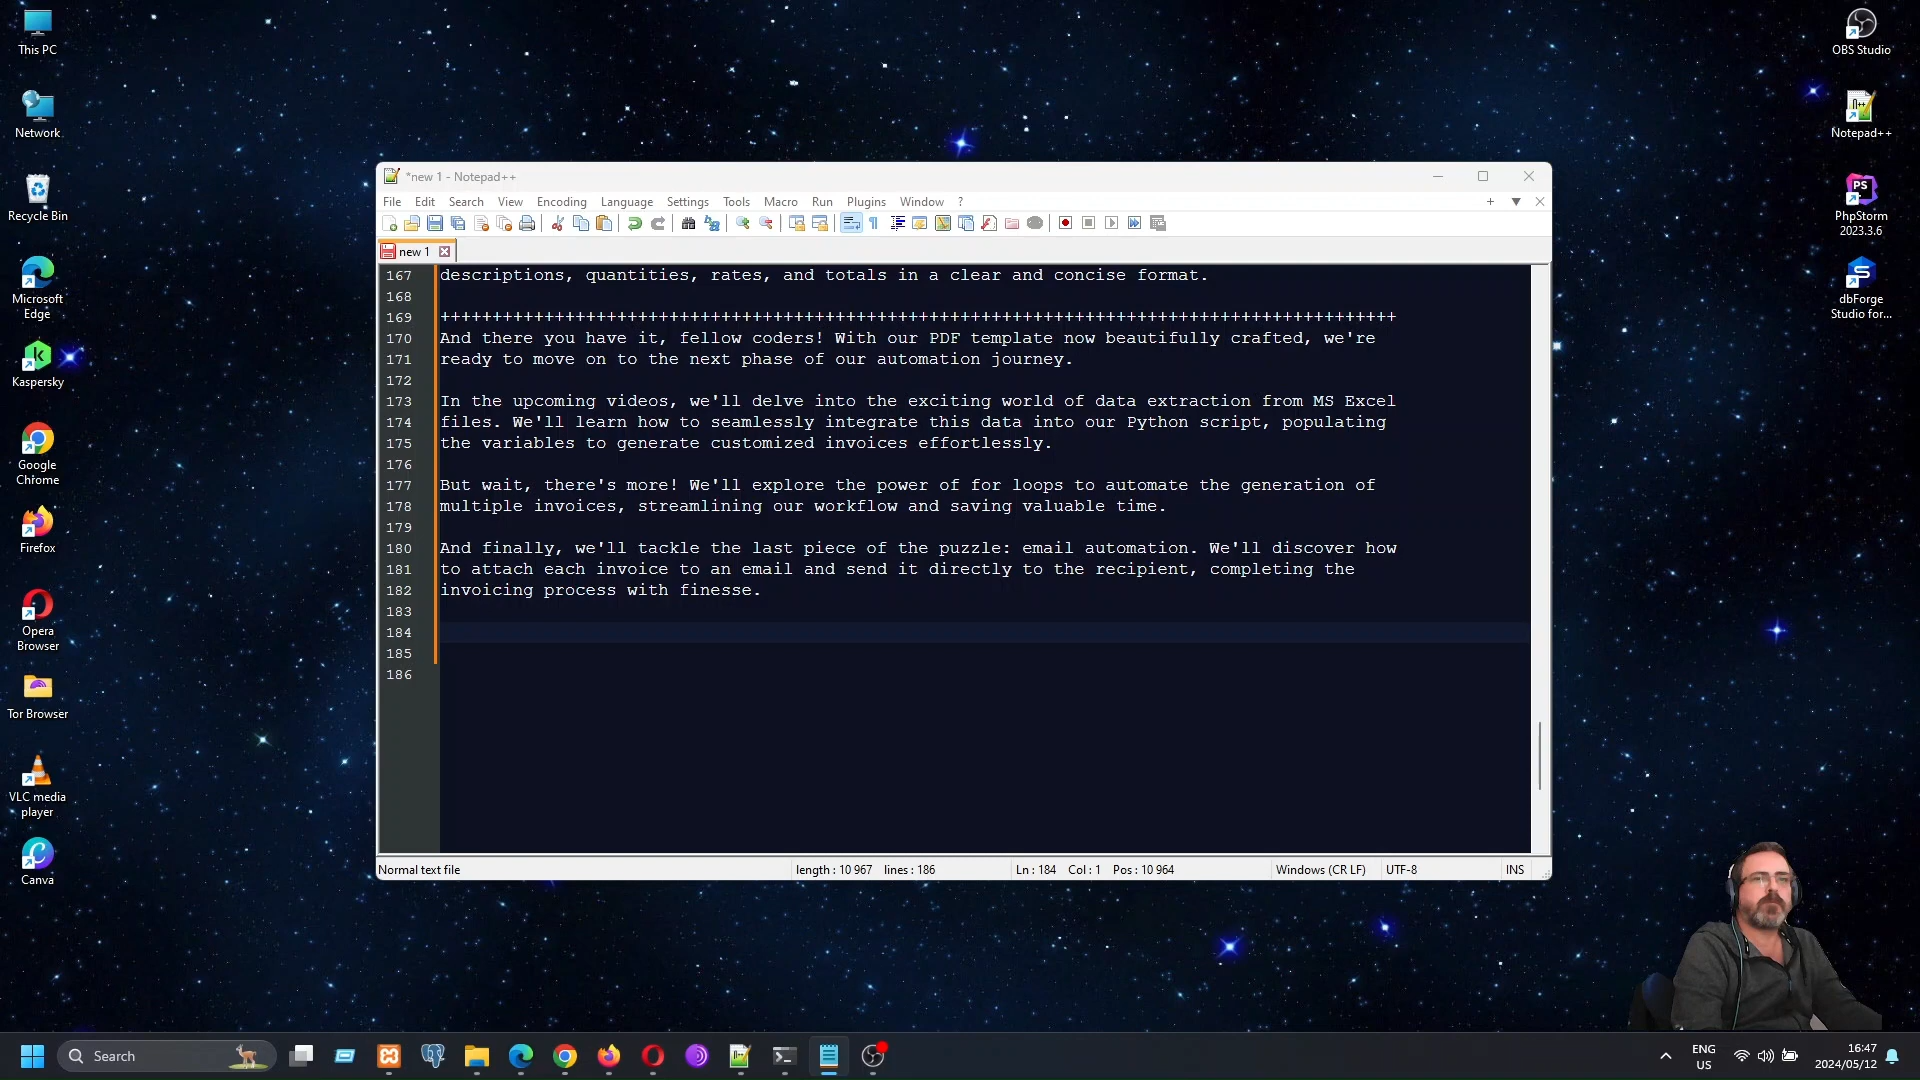 This PC
Network
Recycle Bin
Microsoft
Edge
Kaspersky
Google
Chrome
Firefox
Opera
Browser
Tor Browser
VLC media
player
Canva
OBS Studio
Notepad++
PhpStorm
2023.3.6
dbForge
Studio for...
*new 1 - Notepad++
File Edit Search View Encoding Language Settings Tools Macro Run Plugins Window ?
new 1
167 descriptions, quantities, rates, and totals in a clear and concise format.
168
169 ++++++++++++++++++++++++++++++++++++++++++++++++++++++++++++++++++++++++++++++++++++++++++++
170 And there you have it, fellow coders! With our PDF template now beautifully crafted, we're
171 ready to move on to the next phase of our automation journey.
172
173 In the upcoming videos, we'll delve into the exciting world of data extraction from MS Excel
174 files. We'll learn how to seamlessly integrate this data into our Python script, populating
175 the variables to generate customized invoices effortlessly.
176
177 But wait, there's more! We'll explore the power of for loops to automate the generation of
178 multiple invoices, streamlining our workflow and saving valuable time.
179
180 And finally, we'll tackle the last piece of the puzzle: email automation. We'll discover how
181 to attach each invoice to an email and send it directly to the recipient, completing the
182 invoicing process with finesse.
183
184
185
186
Normal text file length : 10 967 lines : 186 Ln : 184 Col : 1 Pos : 10 964 Windows (CR LF) UTF-8 INS
Search
ENG
US
16:47
2024/05/12